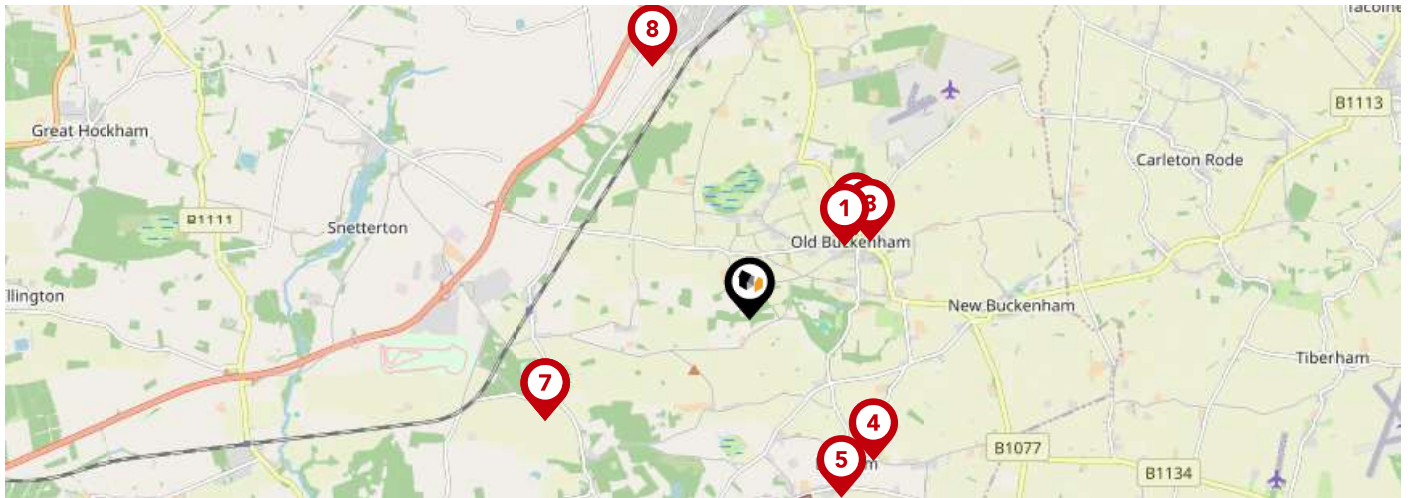 8
B1113
Great Hockham
Carleton Rode
1
3
B1111
Snetterton
Old Buckenham
New Buckenham
Tiberham
7
4
5
B1077
B1134